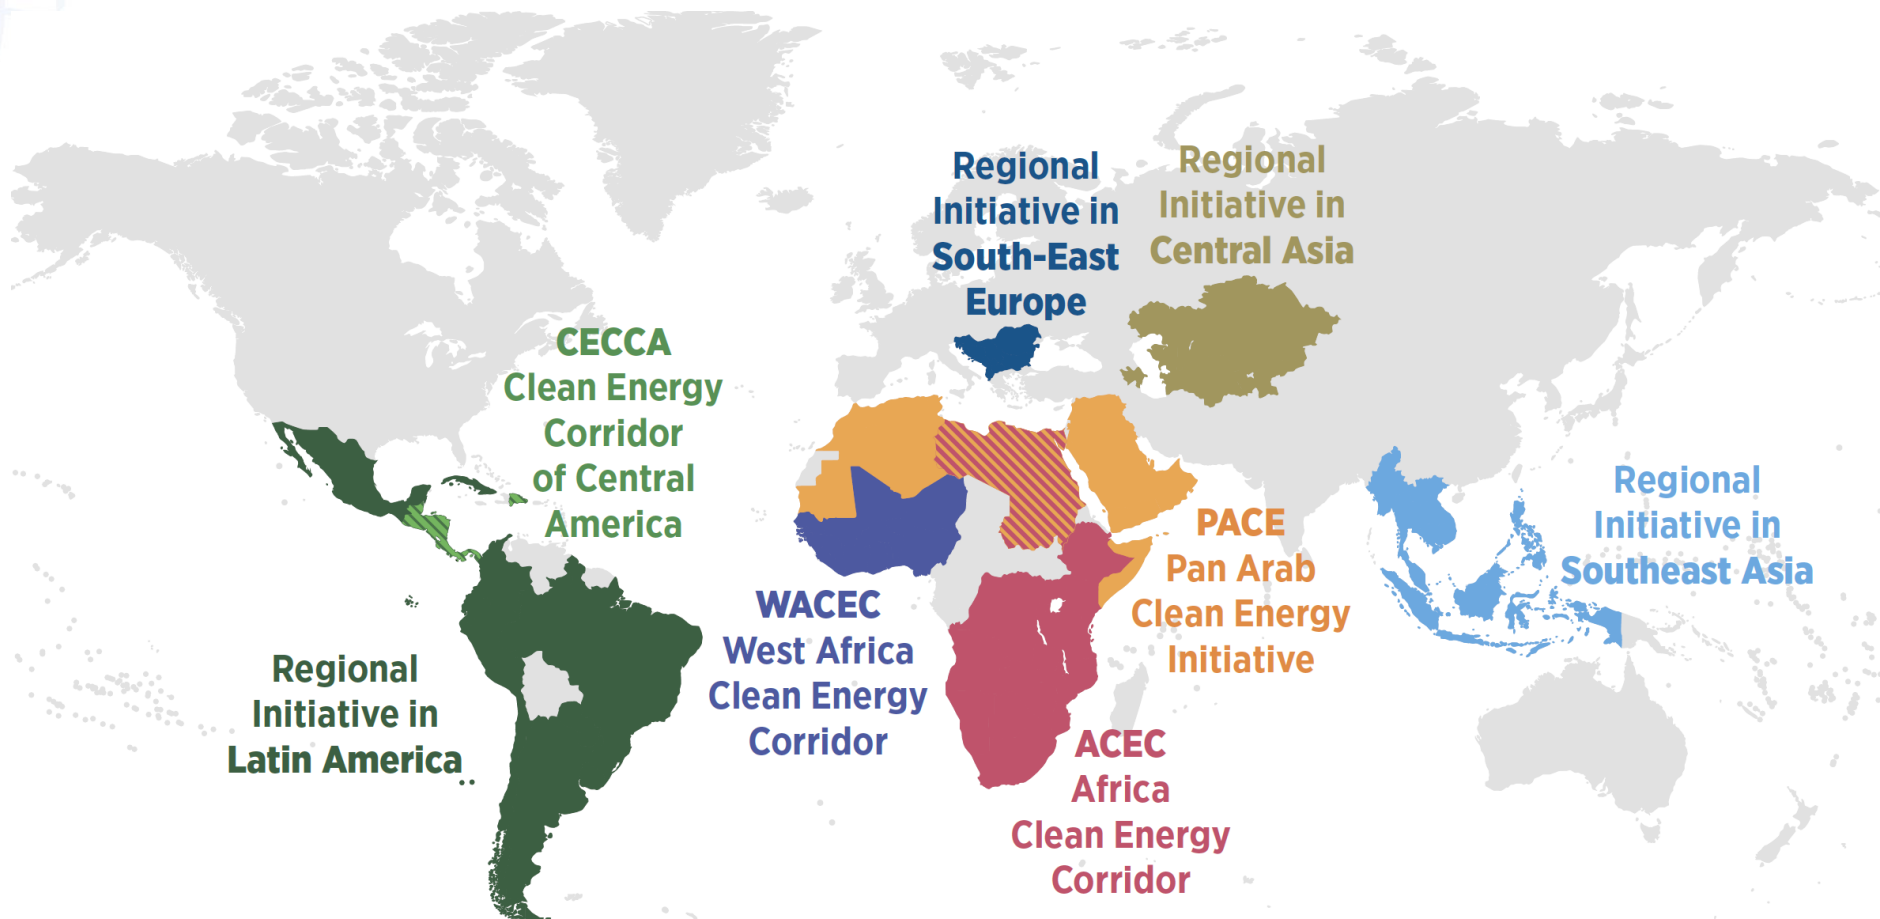 Regional
Initiative in
South-East
Europe
Regional
Initiative in
Central Asia
CECCA
Clean Energy
Corridor
of Central
America
Regional
Initiative in
Southeast Asia
PACE
Pan Arab
Clean Energy
Initiative
WACEC
West Africa
Clean Energy
Corridor
Regional
Initiative in
Latin America
ACEC
Africa
Clean Energy
Corridor